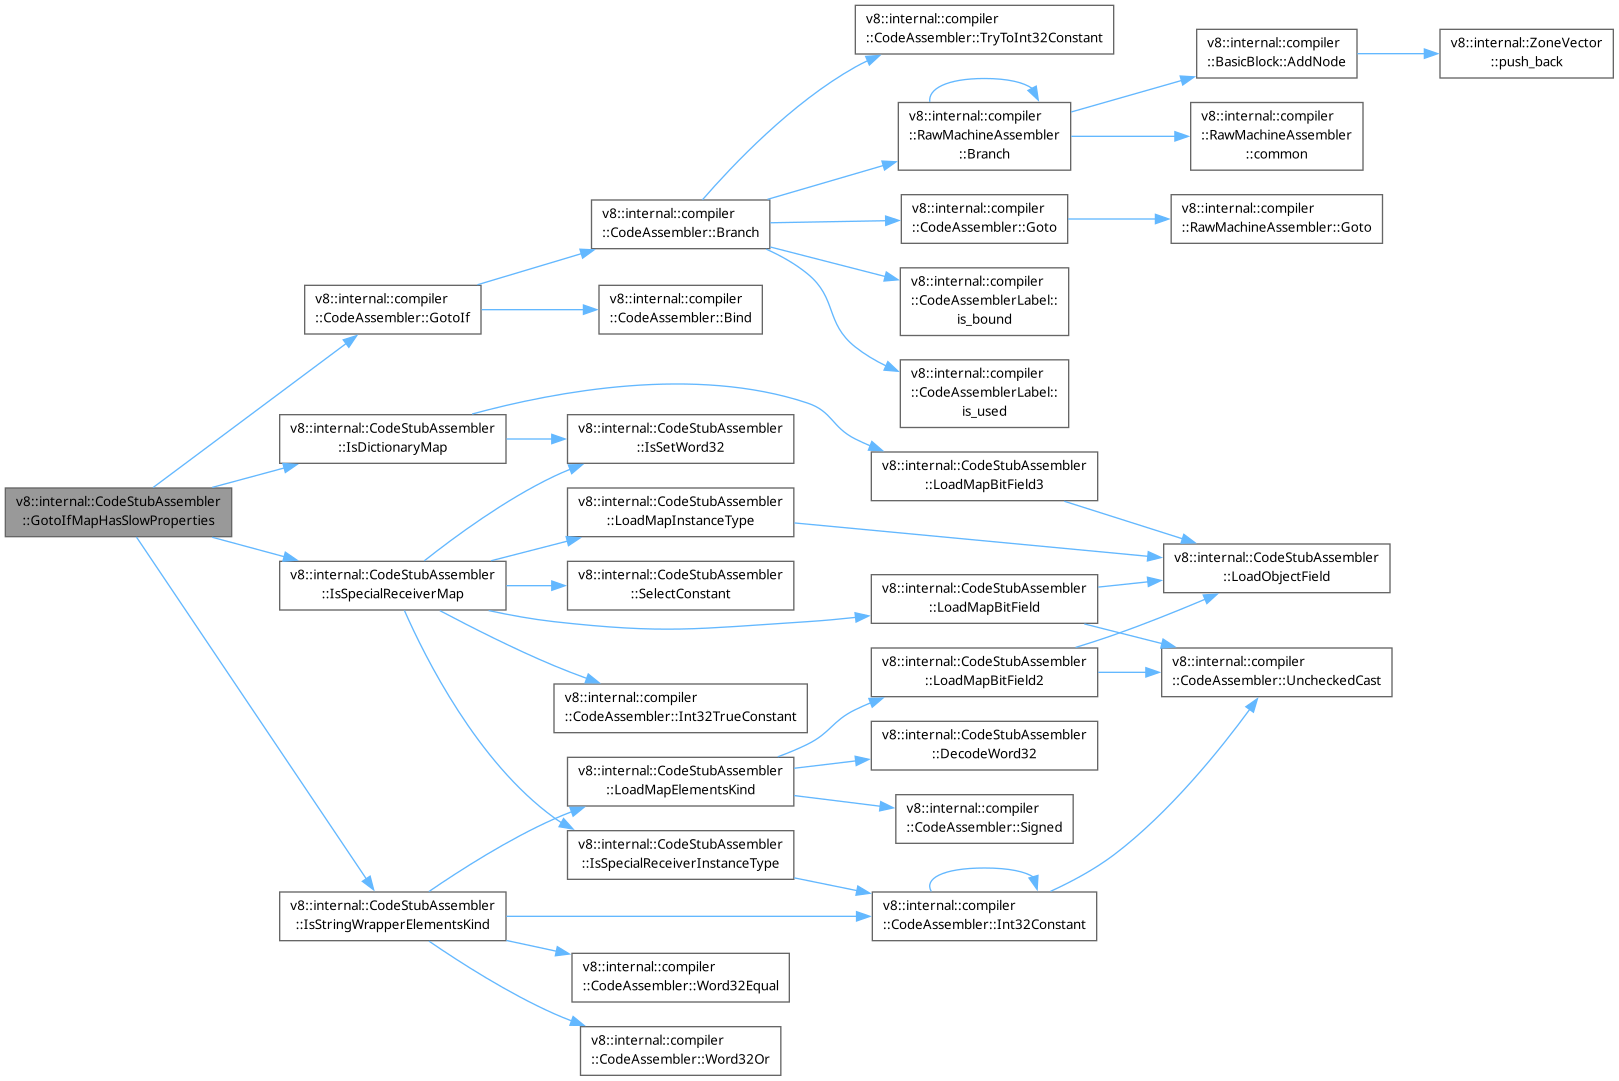 v8::internal::CodeStubAssembler
::GotoIfMapHasSlowProperties
v8::internal::compiler
::CodeAssembler::GotoIf
v8::internal::CodeStubAssembler
::IsDictionaryMap
v8::internal::CodeStubAssembler
::IsSpecialReceiverMap
v8::internal::CodeStubAssembler
::IsStringWrapperElementsKind
v8::internal::compiler
::CodeAssembler::Branch
v8::internal::compiler
::CodeAssembler::Bind
v8::internal::CodeStubAssembler
::IsSetWord32
v8::internal::CodeStubAssembler
::LoadMapInstanceType
v8::internal::CodeStubAssembler
::SelectConstant
v8::internal::compiler
::CodeAssembler::Int32TrueConstant
v8::internal::CodeStubAssembler
::LoadMapElementsKind
v8::internal::CodeStubAssembler
::IsSpecialReceiverInstanceType
v8::internal::compiler
::CodeAssembler::Word32Equal
v8::internal::compiler
::CodeAssembler::Word32Or
v8::internal::compiler
::CodeAssembler::TryToInt32Constant
v8::internal::compiler
::RawMachineAssembler
::Branch
v8::internal::compiler
::CodeAssembler::Goto
v8::internal::compiler
::CodeAssemblerLabel::
is_bound
v8::internal::compiler
::CodeAssemblerLabel::
is_used
v8::internal::CodeStubAssembler
::LoadMapBitField3
v8::internal::CodeStubAssembler
::LoadMapBitField
v8::internal::CodeStubAssembler
::LoadMapBitField2
v8::internal::CodeStubAssembler
::DecodeWord32
v8::internal::compiler
::CodeAssembler::Signed
v8::internal::compiler
::CodeAssembler::Int32Constant
v8::internal::compiler
::BasicBlock::AddNode
v8::internal::compiler
::RawMachineAssembler
::common
v8::internal::compiler
::RawMachineAssembler::Goto
v8::internal::CodeStubAssembler
::LoadObjectField
v8::internal::compiler
::CodeAssembler::UncheckedCast
v8::internal::ZoneVector
::push_back